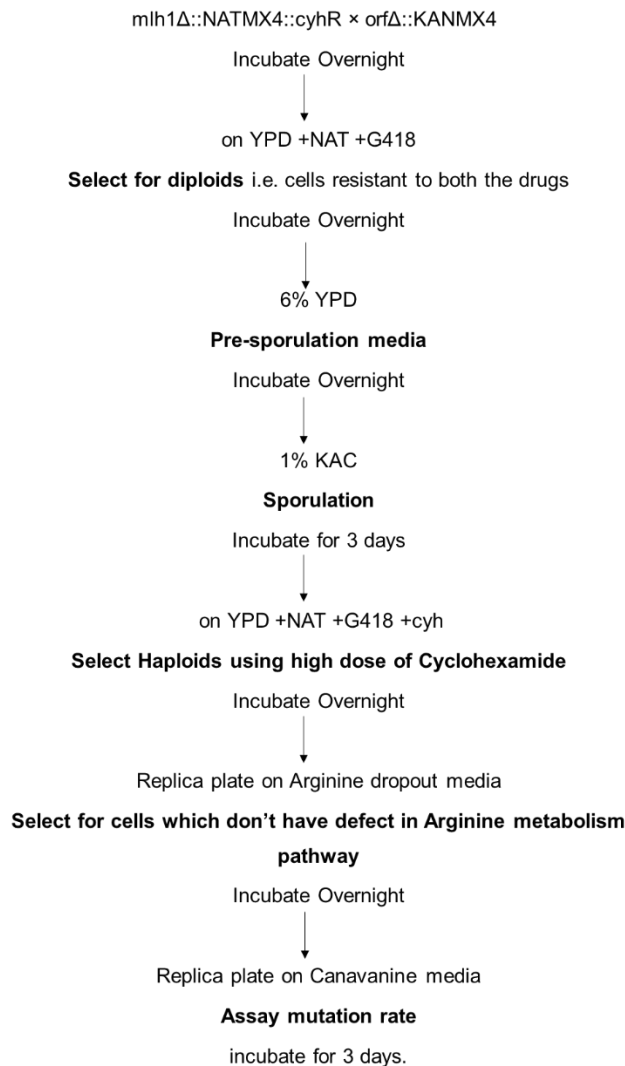 mlh1Δ::NATMX4::cyhR × orfΔ::KANMX4
Incubate Overnight
on YPD +NAT +G418
Select for diploids i.e. cells resistant to both the drugs
Incubate Overnight
6% YPD
Pre-sporulation media
Incubate Overnight
1% KAC
Sporulation
Incubate for 3 days
on YPD +NAT +G418 +cyh
Select Haploids using high dose of Cyclohexamide
Incubate Overnight
Replica plate on Arginine dropout media
Select for cells which don’t have defect in Arginine metabolism
pathway
Incubate Overnight
Replica plate on Canavanine media
Assay mutation rate
incubate for 3 days.